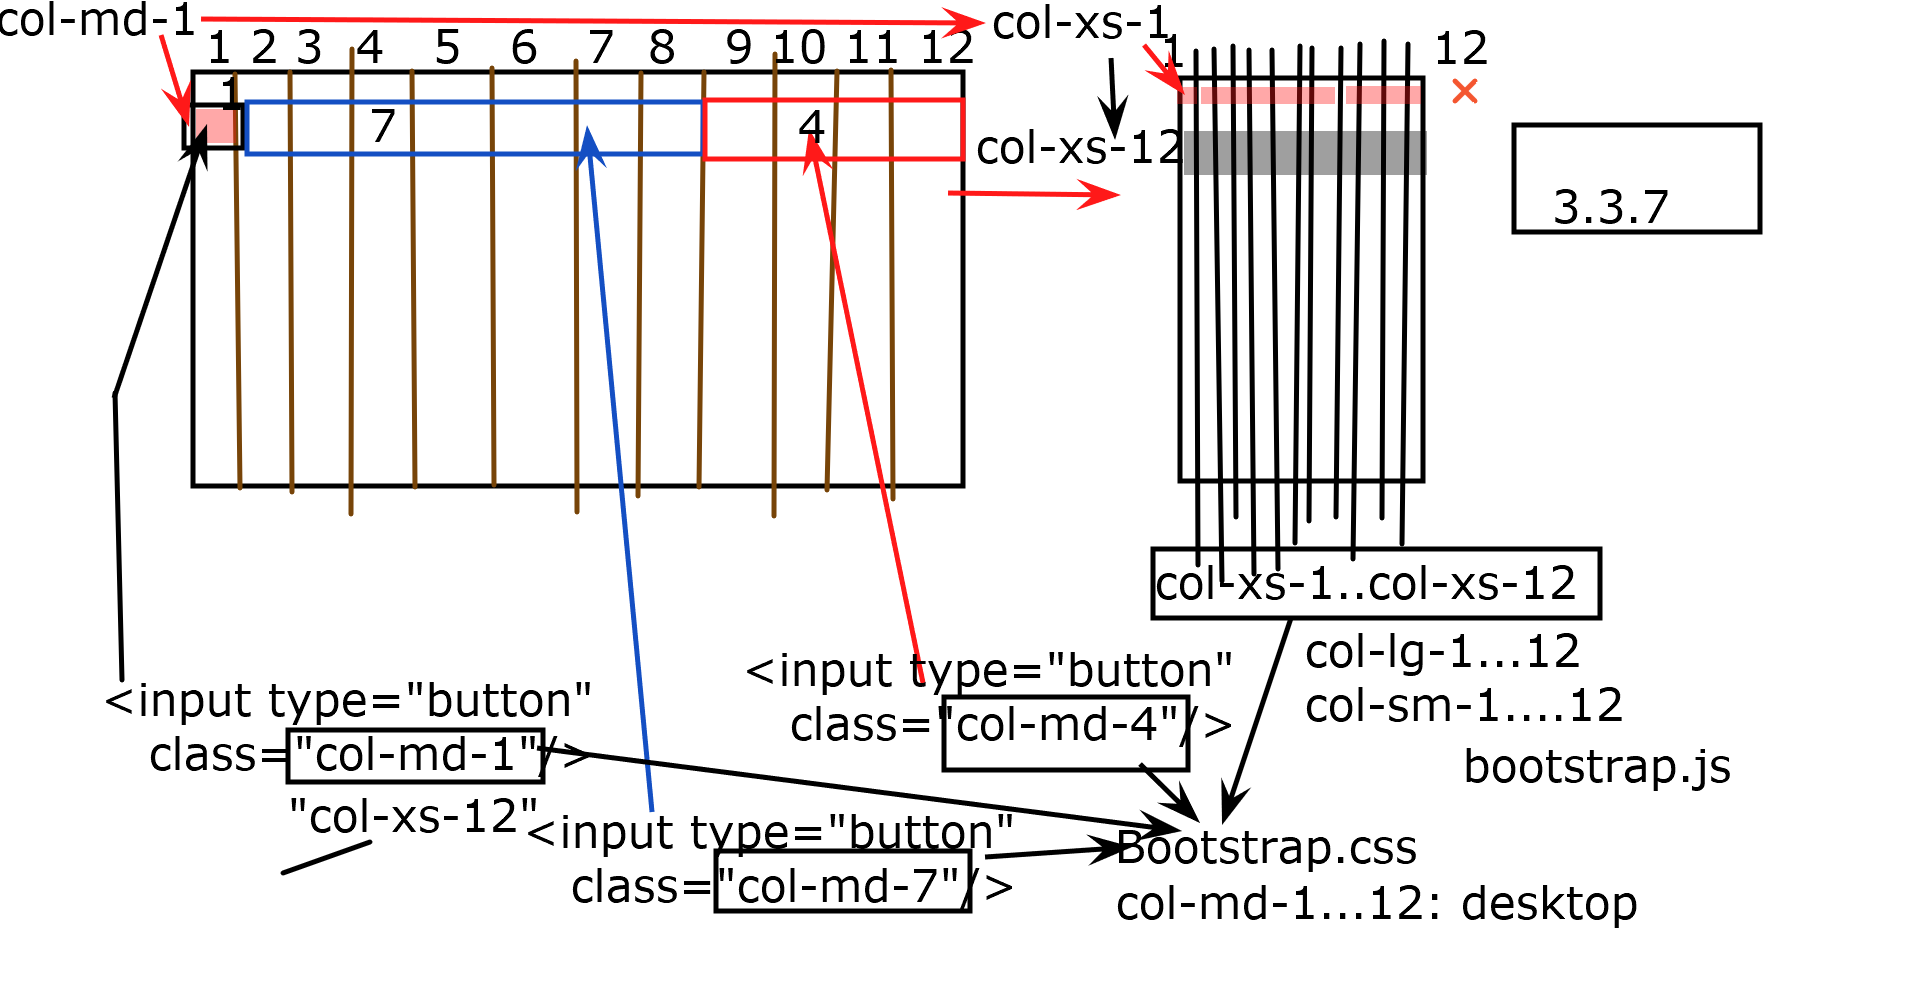 col-md-1
col-xs-1
1 2 3 4 5 6 7 8 9 10 11 12
1
12
1
7
4
col-xs-12
3.3.7
col-xs-1..col-xs-12
col-lg-1...12
col-sm-1....12
bootstrap.js
<input type="button"
class="col-md-4"/>
<input type="button"
class="col-md-1"/>
"col-xs-12"
<input type="button"
class="col-md-7"/>
Bootstrap.css
col-md-1...12: desktop